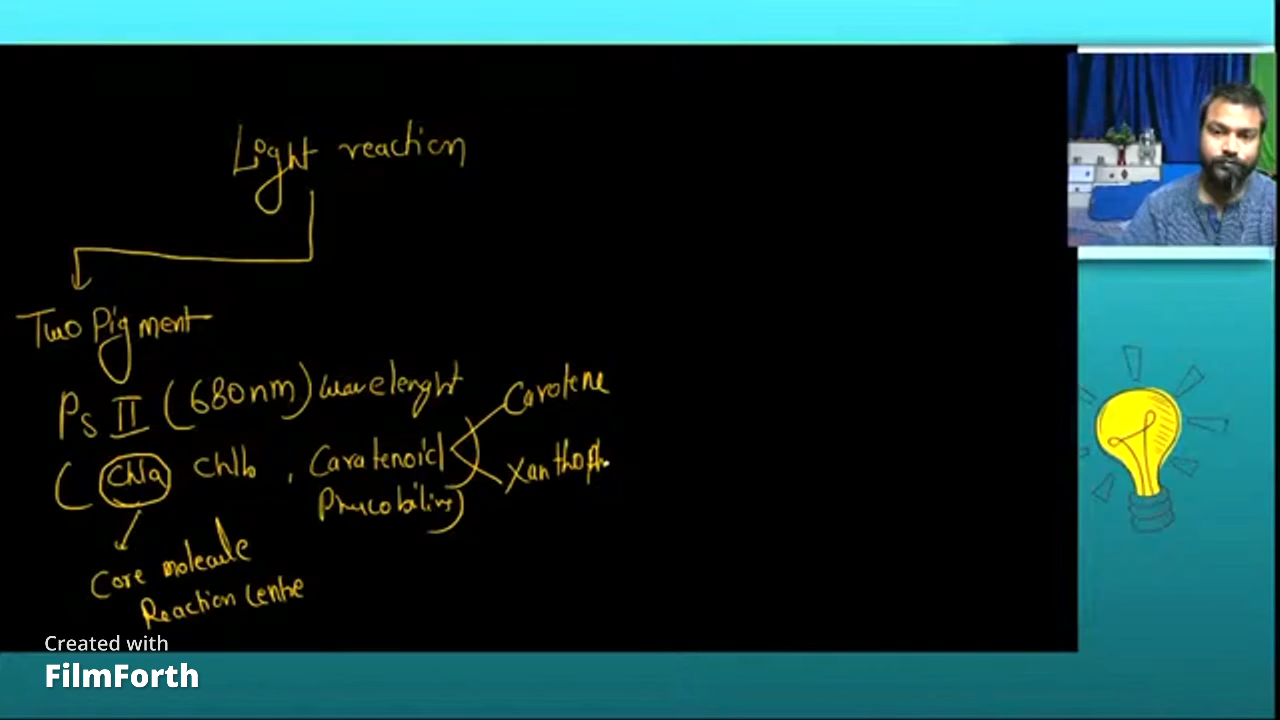 Light reaction
Two Pigment
Ps II (680nm) wavelenght
Carotene
( Chla Chlb , Caratenoid
Xanthoph
Phycobilins)
Core molecule
Reaction Centre
Created with
FilmForth